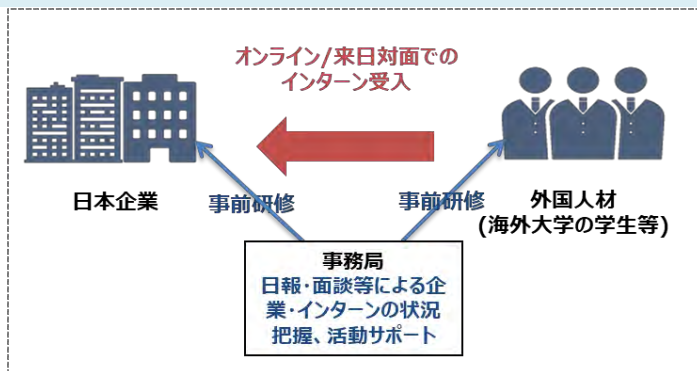 オンライン/来日対面での
インターン受入
日本企業
事前研修
事前研修
外国人材
(海外大学の学生等)
事務局
日報・面談等による企
業・インターンの状況
把握、活動サポート